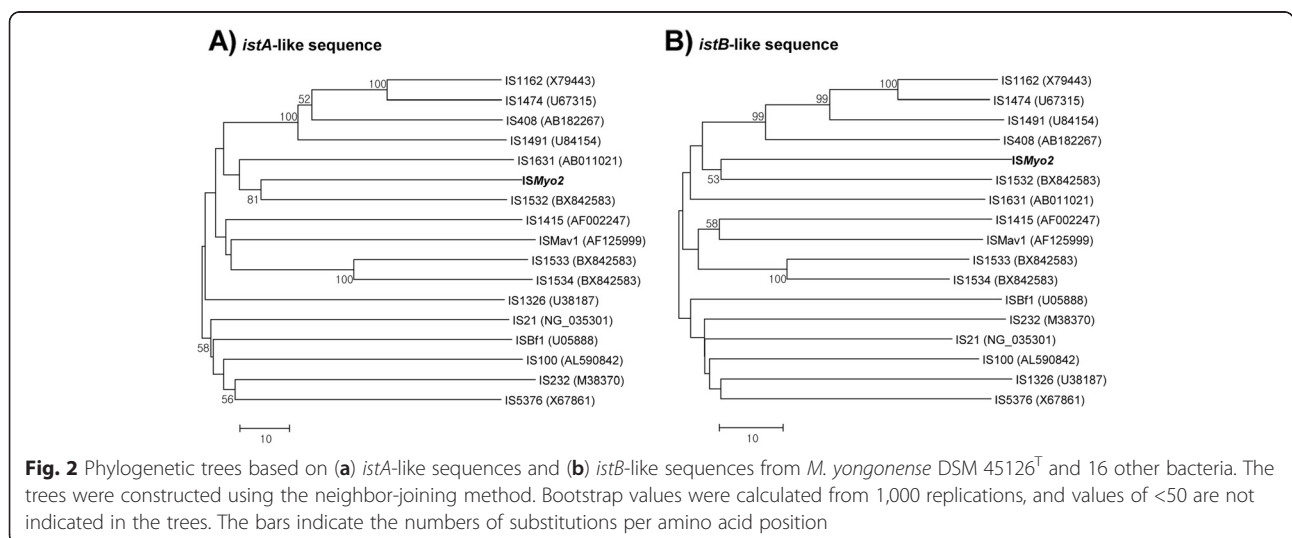 A) istA-like sequence
100
IS1162 (X79443)
52
IS1474 (U67315)
100
IS408 (AB182267)
IS1491 (U84154)
IS1631 (AB011021)
ISMyo2
81
IS1532 (BX842583)
IS1415 (AF002247)
ISMav1 (AF125999)
IS1533 (BX842583)
100
IS1534 (BX842583)
IS1326 (U38187)
IS21 (NG_035301)
58
ISBf1 (U05888)
IS100 (AL590842)
IS232 (M38370)
56
IS5376 (X67861)
10
B) istB-like sequence
100
IS1162 (X79443)
99
IS1474 (U67315)
99
IS1491 (U84154)
IS408 (AB182267)
ISMyo2
53
IS1532 (BX842583)
IS1631 (AB011021)
58
IS1415 (AF002247)
ISMav1 (AF125999)
IS1533 (BX842583)
100
IS1534 (BX842583)
ISBf1 (U05888)
IS232 (M38370)
IS21 (NG_035301)
IS100 (AL590842)
IS1326 (U38187)
IS5376 (X67861)
10
Fig. 2 Phylogenetic trees based on (a) istA-like sequences and (b) istB-like sequences from M. yongonense DSM 45126T and 16 other bacteria. The
trees were constructed using the neighbor-joining method. Bootstrap values were calculated from 1,000 replications, and values of <50 are not
indicated in the trees. The bars indicate the numbers of substitutions per amino acid position